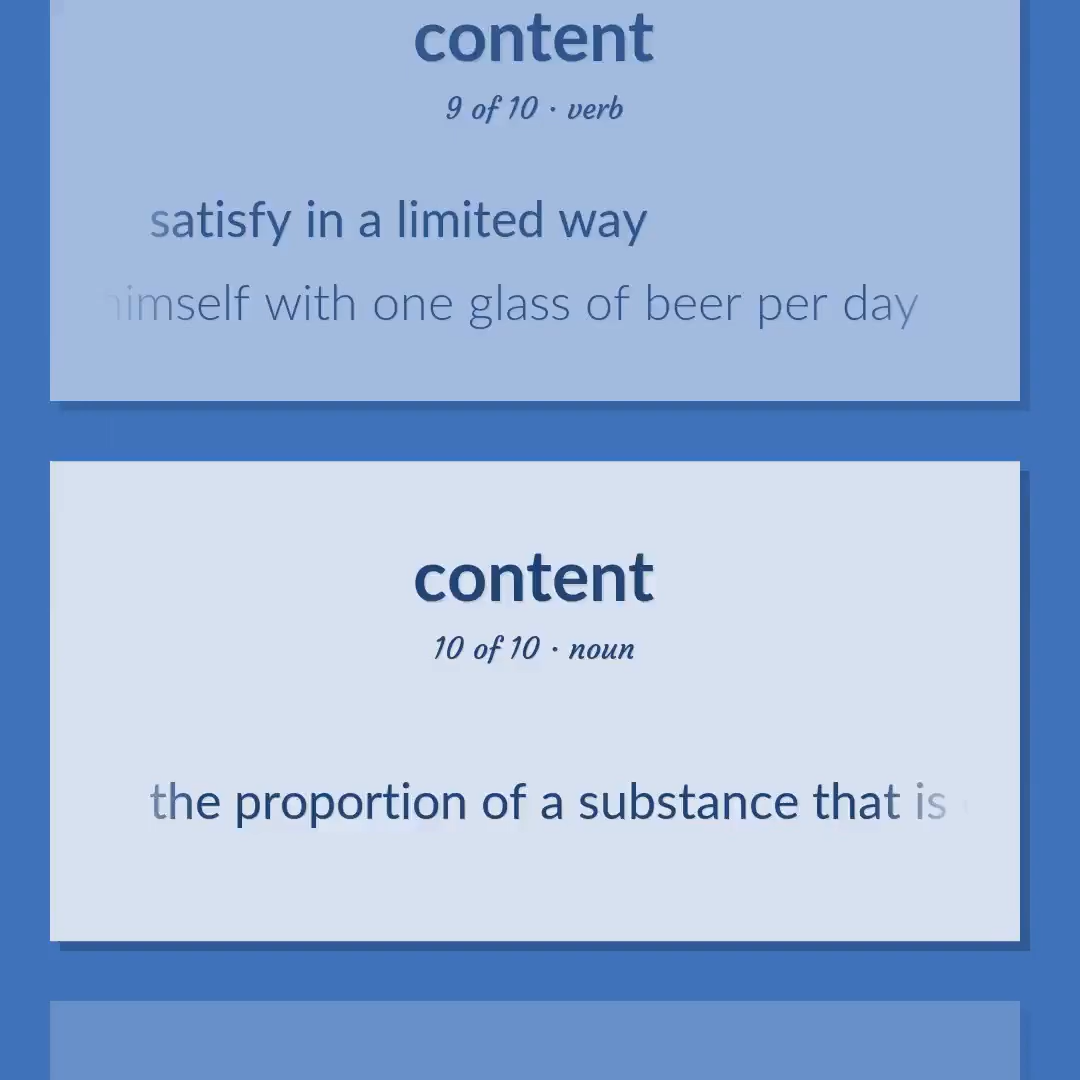 content
9 of 10 · verb
satisfy in a limited way
himself with one glass of beer per day
content
10 of 10 · noun
the proportion of a substance that is